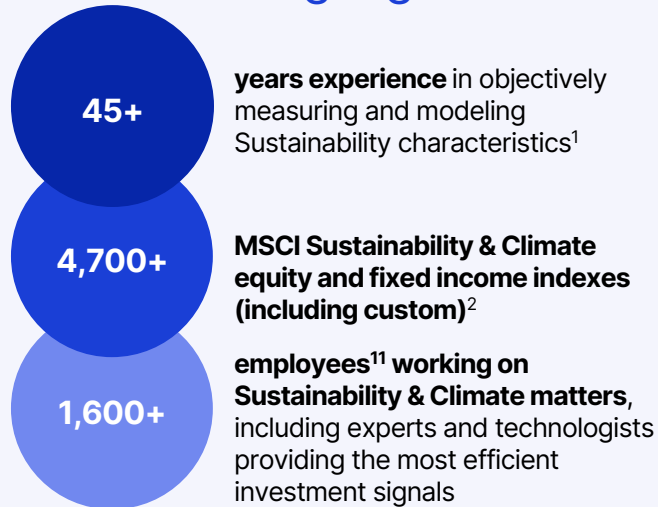 45+
years experience in objectively
measuring and modeling
Sustainability characteristics¹
4,700+
MSCI Sustainability & Climate
equity and fixed income indexes
(including custom)²
1,600+
employees¹¹ working on
Sustainability & Climate matters,
including experts and technologists
providing the most efficient
investment signals